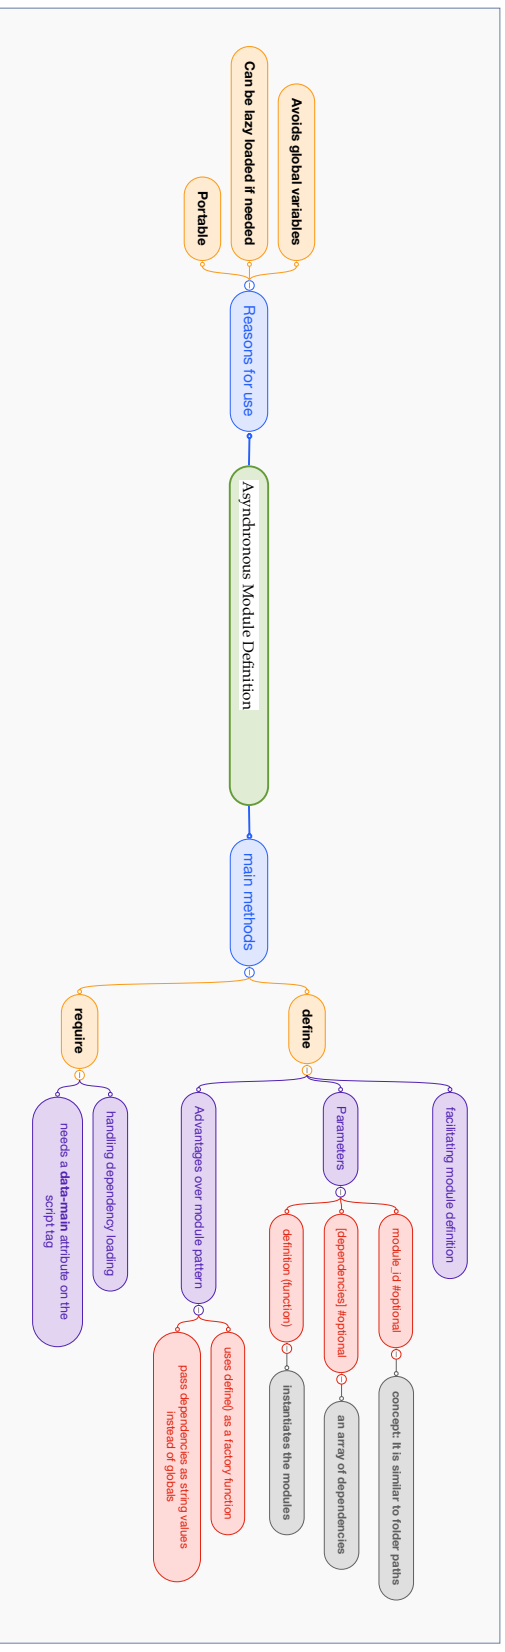 Avoids global variables
Can be lazy loaded if needed
Portable
Reasons for use
Asynchronous Module Definition
main methods
define
facilitating module definition
Parameters
module_id #optional
concept: It is similar to folder paths
[dependencies] #optional
an array of dependencies
definition (function)
instantiates the modules
Advantages over module pattern
uses define() as a factory function
pass dependencies as string values
instead of globals
require
handling dependency loading
needs a data-main attribute on the
script tag